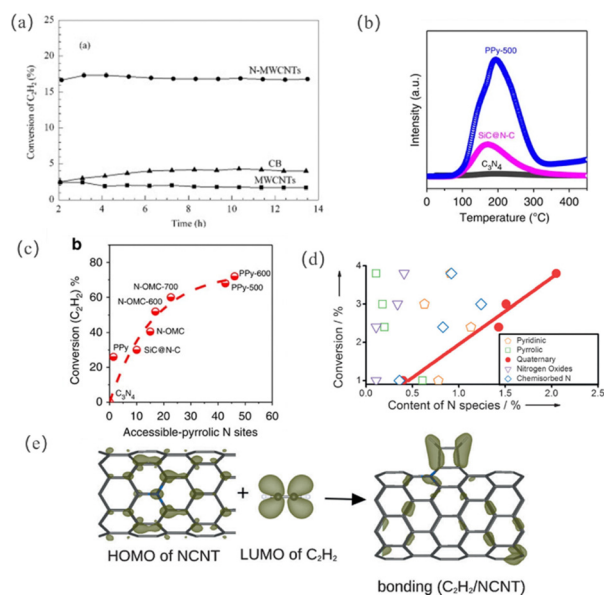 (a)
(a)
N-MWCNTs
CB
MWCNTs
25
20
15
10
5
0
2
4
6
8
10
12
14
Time (h)
Conversion of C₂H₂ (%)
(b)
PPy-500
SiC@N-C
C₃N₄
Intensity (a.u.)
0
100
200
300
400
Temperature (°C)
(c)
b
PPy-600
PPy-500
N-OMC-700
N-OMC-600
N-OMC
PPy
SiC@N-C
C₃N₄
80
60
40
20
0
0
10
20
30
40
50
60
Accessible-pyrrolic N sites
Conversion (C₂H₂) %
(d)
4
3
2
1
0.0
0.5
1.0
1.5
2.0
2.5
Pyridinic
Pyrrolic
Quaternary
Nitrogen Oxides
Chemisorbed N
Content of N species / % →
Conversion / % →
(e)
+
HOMO of NCNT
LUMO of C₂H₂
bonding (C₂H₂/NCNT)